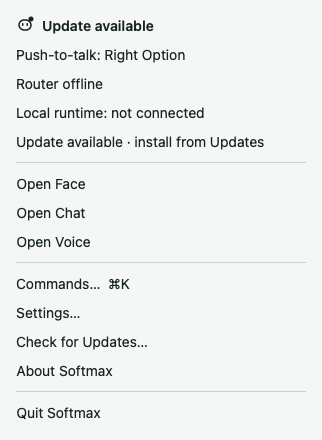 Update available
Push-to-talk: Right Option
Router offline
Local runtime: not connected
Update available · install from Updates
Open Face
Open Chat
Open Voice
Commands... ⌘K
Settings...
Check for Updates...
About Softmax
Quit Softmax